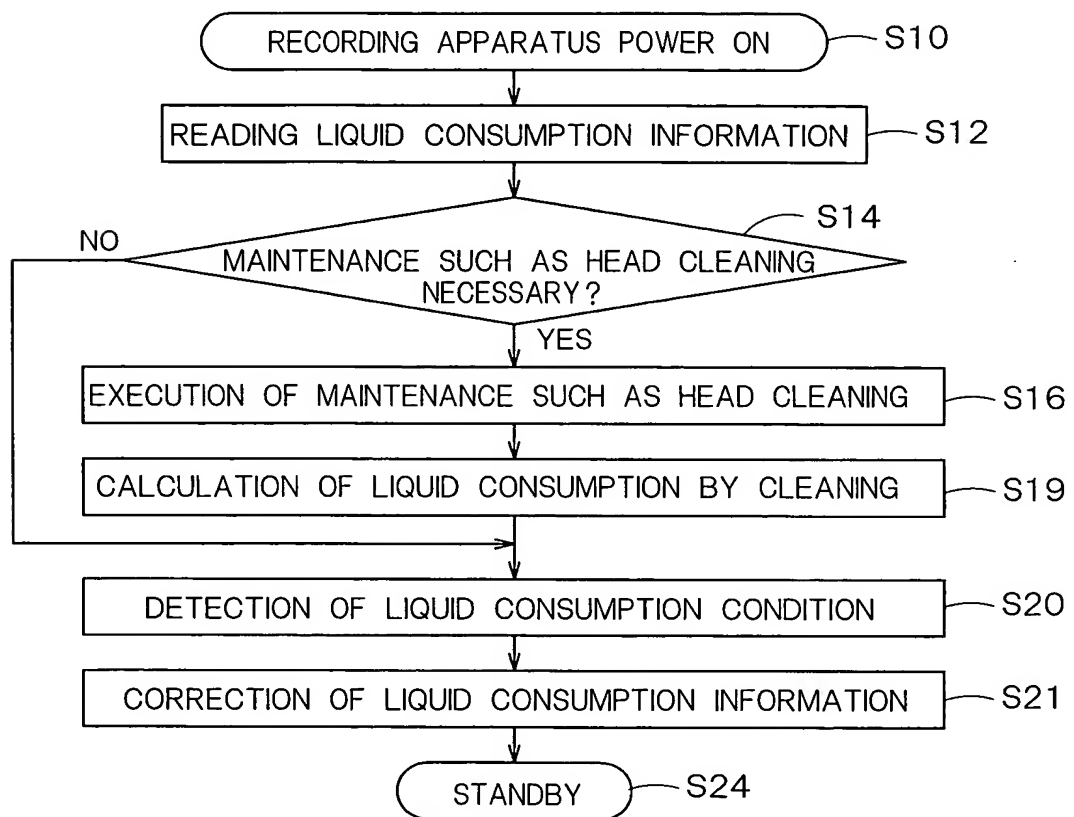 RECORDING APPARATUS POWER ON
S10
READING LIQUID CONSUMPTION INFORMATION
S12
S14
NO
MAINTENANCE SUCH AS HEAD CLEANING
NECESSARY?
YES
EXECUTION OF MAINTENANCE SUCH AS HEAD CLEANING
S16
CALCULATION OF LIQUID CONSUMPTION BY CLEANING
S19
DETECTION OF LIQUID CONSUMPTION CONDITION
S20
CORRECTION OF LIQUID CONSUMPTION INFORMATION
S21
STANDBY
S24